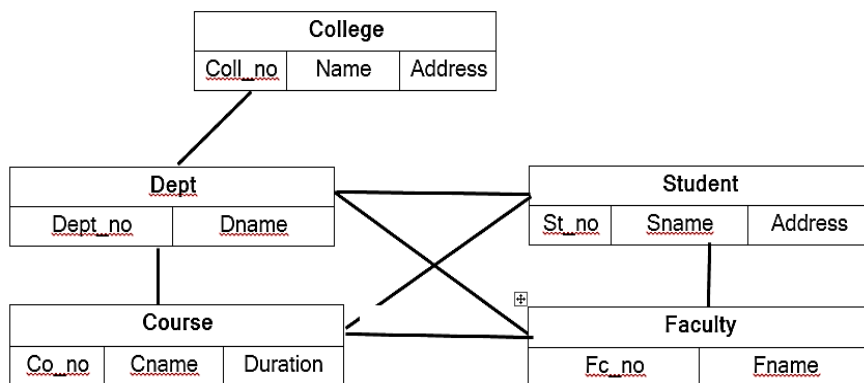 College
Coll_no Name Address
Dept
Dept_no Dname
Student
St_no Sname Address
Course
Co_no Cname Duration
Faculty
Fc_no Fname